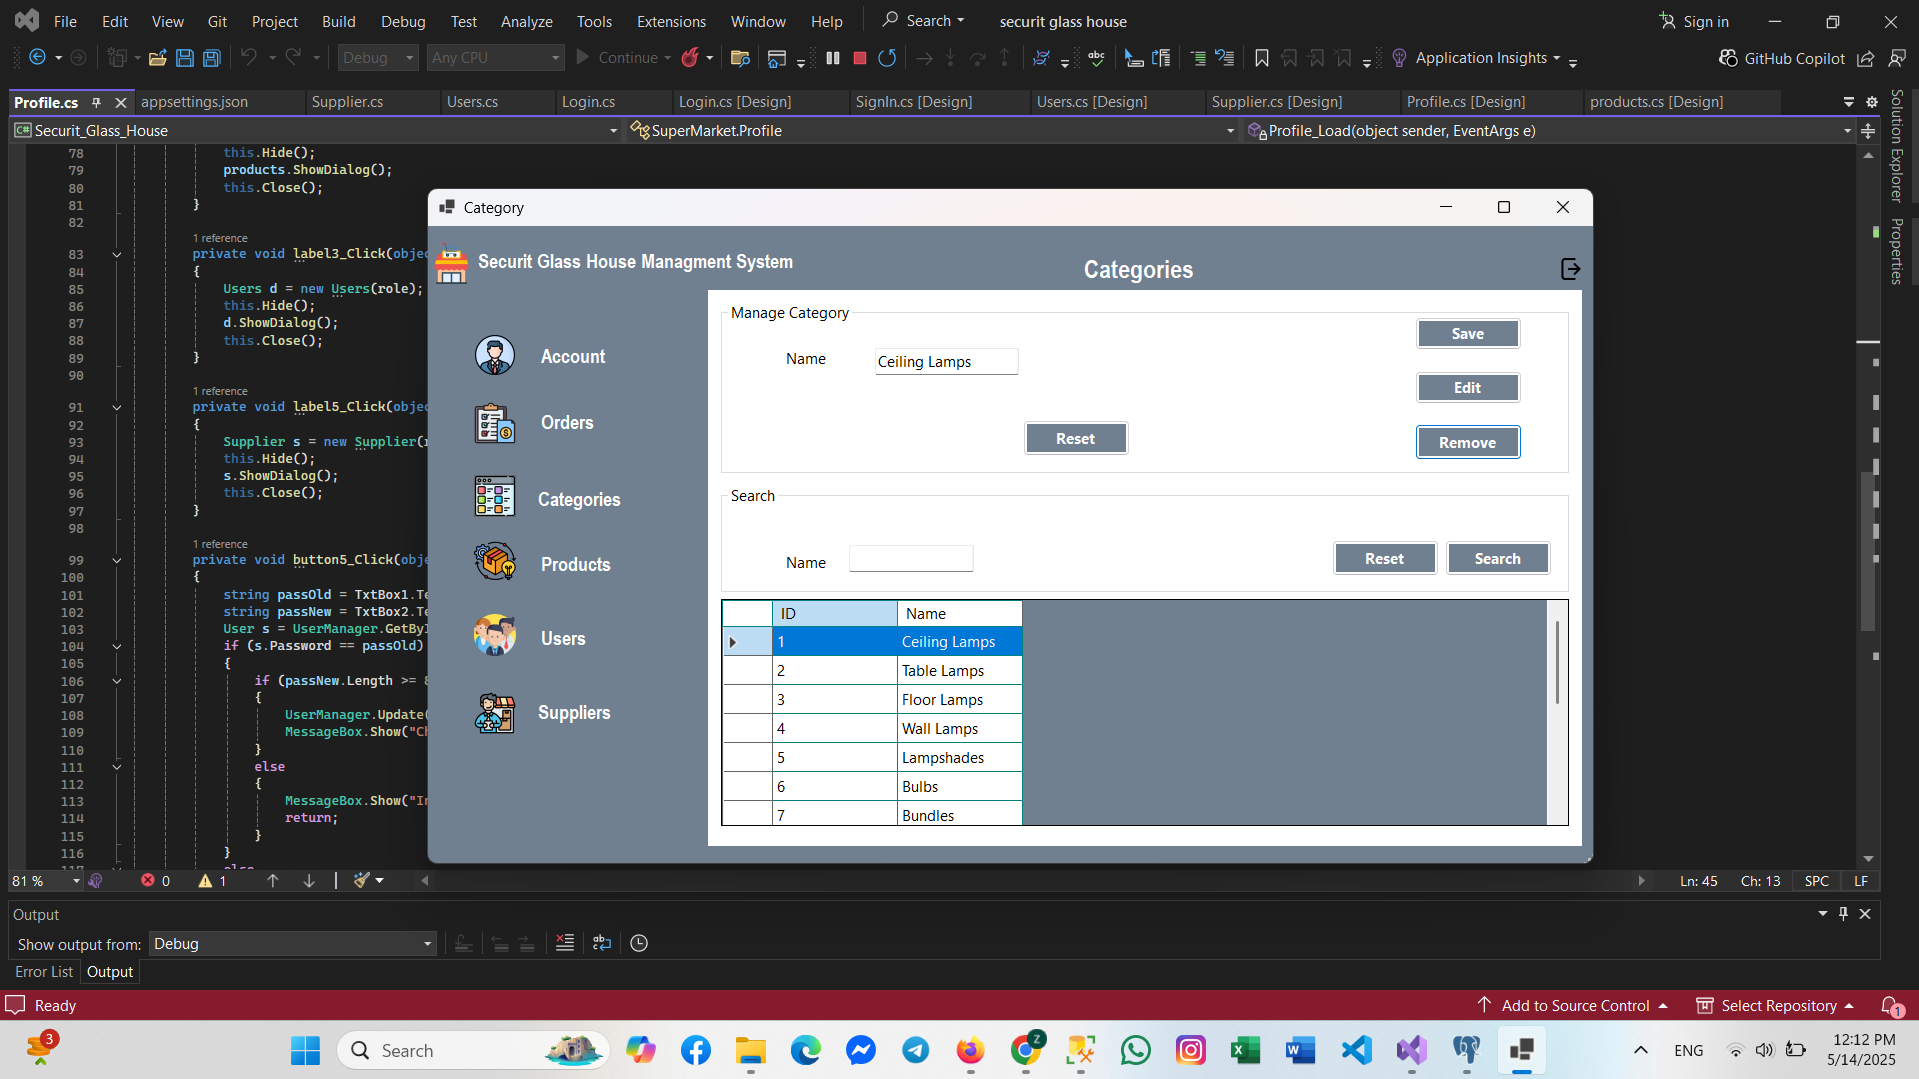 File Edit View Git Project Build Debug Test Analyze Tools Extensions Window Help Search securit glass house Sign in
Debug Any CPU Continue Application Insights GitHub Copilot
Profile.cs appsettings.json Supplier.cs Users.cs Login.cs Login.cs [Design] SignIn.cs [Design] Users.cs [Design] Supplier.cs [Design] Profile.cs [Design] products.cs [Design]
Securit_Glass_House SuperMarket.Profile Profile_Load(object sender, EventArgs e)
Solution Explorer
Properties
78 this.Hide();
79 products.ShowDialog();
80 this.Close();
81 }
82
1 reference
83 private void label3_Click(objec
84 {
85 Users d = new Users(role);
86 this.Hide();
87 d.ShowDialog();
88 this.Close();
89 }
90
1 reference
91 private void label5_Click(objec
92 {
93 Supplier s = new Supplier(
94 this.Hide();
95 s.ShowDialog();
96 this.Close();
97 }
98
1 reference
99 private void button5_Click(obje
100 {
101 string passOld = TxtBox1.Te
102 string passNew = TxtBox2.Te
103 User s = UserManager.GetByI
104 if (s.Password == passOld)
105 {
106 if (passNew.Length >= 8
107 {
108 UserManager.Update(
109 MessageBox.Show("Ch
110 }
111 else
112 {
113 MessageBox.Show("In
114 return;
115 }
116 }
Category
Securit Glass House Managment System
Categories
Account
Orders
Categories
Products
Users
Suppliers
Manage Category
Name Ceiling Lamps
Save
Edit
Remove
Reset
Search
Name
Reset Search
ID Name
1 Ceiling Lamps
2 Table Lamps
3 Floor Lamps
4 Wall Lamps
5 Lampshades
6 Bulbs
7 Bundles
81 % 0 1 Ln: 45 Ch: 13 SPC LF
Output
Show output from: Debug
Error List Output
Ready Add to Source Control Select Repository 1
3 Search Z ENG 12:12 PM
5/14/2025